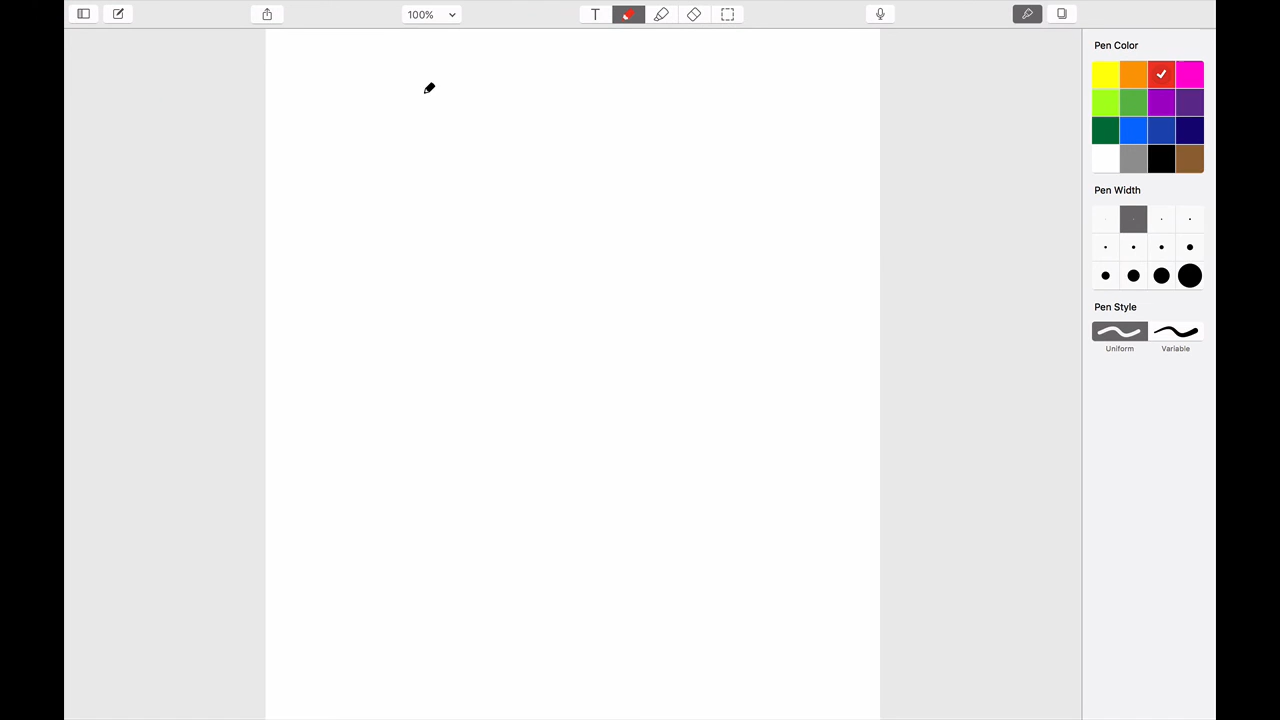 100%
T
Pen Color
Pen Width
Pen Style
Uniform Variable